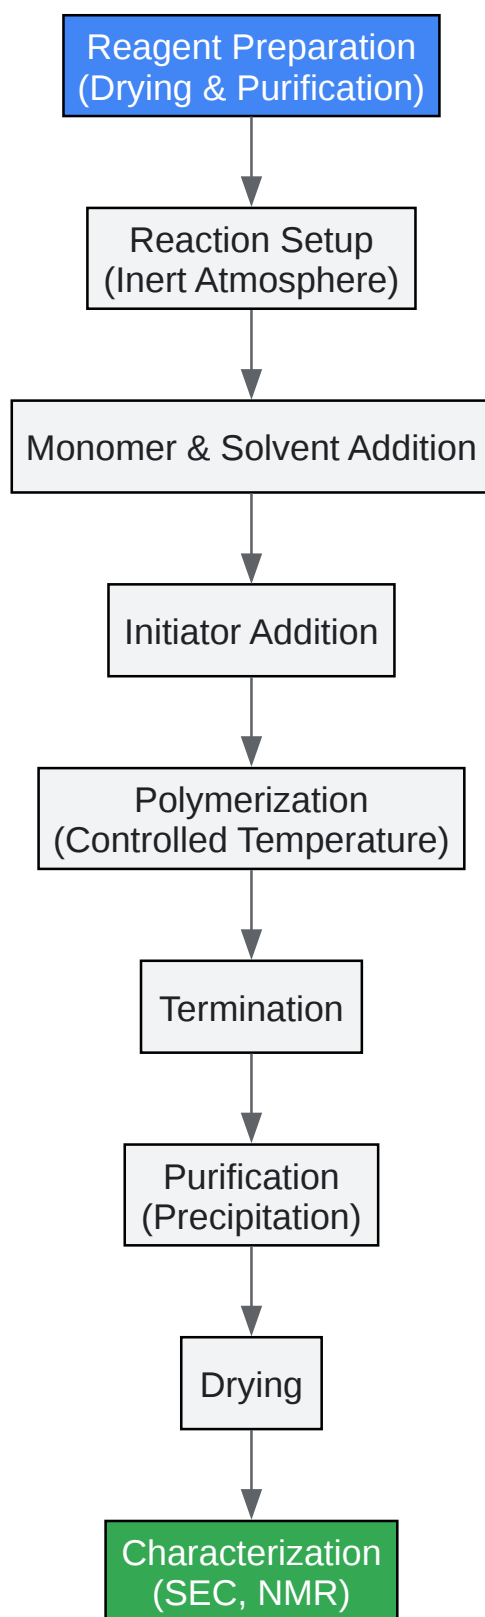 Reagent Preparation
(Drying & Purification)
Reaction Setup
(Inert Atmosphere)
Monomer & Solvent Addition
Initiator Addition
Polymerization
(Controlled Temperature)
Termination
Purification
(Precipitation)
Drying
Characterization
(SEC, NMR)